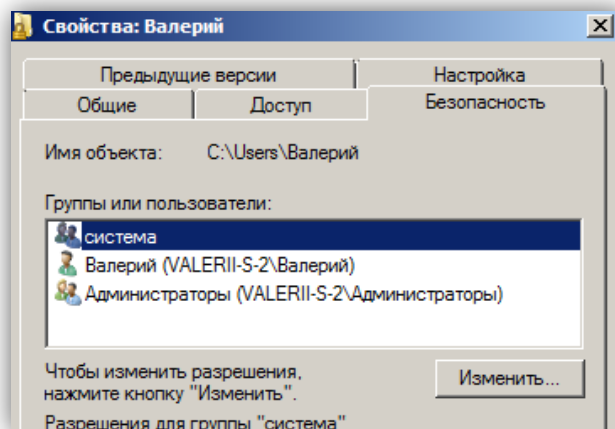 Свойства: Валерий
Предыдущие версии
Настройка
Общие
Доступ
Безопасность
Имя объекта: C:\Users\Валерий
Группы или пользователи:
система
Валерий (VALERII-S-2\Валерий)
Администраторы (VALERII-S-2\Администраторы)
Чтобы изменить разрешения,
нажмите кнопку "Изменить".
Изменить...
Разрешения для группы "система"